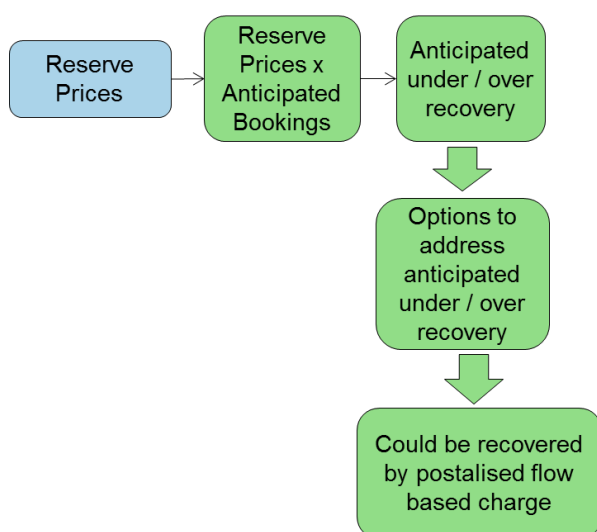 Reserve
Prices
Reserve
Prices x
Anticipated
Bookings
Anticipated
under / over
recovery
Options to
address
anticipated
under / over
recovery
Could be recovered
by postalised flow
based charge